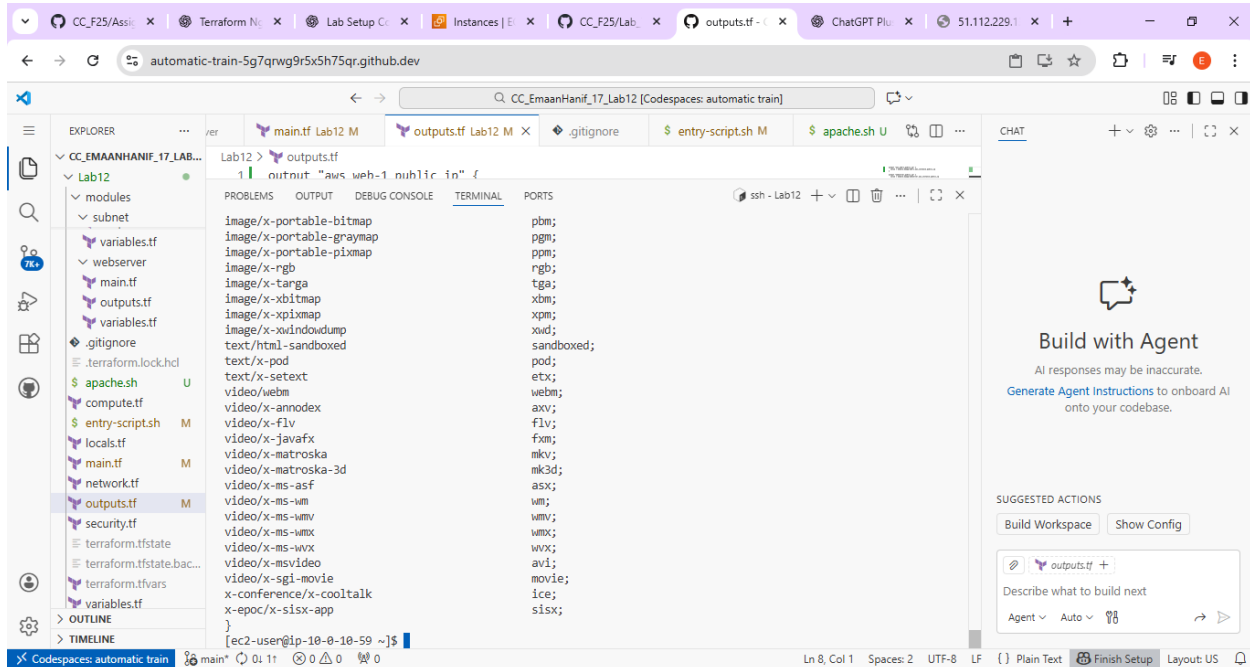 CC_F25/Assig
Terraform No
Lab Setup Co
Instances | E
CC_F25/Lab_
outputs.tf - C
ChatGPT Plu
51.112.229.1
automatic-train-5g7qrwg9r5x5h75qr.github.dev
E
CC_EmaanHanif_17_Lab12 [Codespaces: automatic train]
EXPLORER
main.tf Lab12 M
outputs.tf Lab12 M
.gitignore
entry-script.sh M
apache.sh U
CHAT
CC_EMAANHANIF_17_LAB...
Lab12 > outputs.tf
Lab12
1 output "aws_web-1_public_ip" {
modules
subnet
variables.tf
webserver
main.tf
outputs.tf
variables.tf
.gitignore
.terraform.lock.hcl
apache.sh U
compute.tf
entry-script.sh M
locals.tf
main.tf M
network.tf
outputs.tf M
security.tf
terraform.tfstate
terraform.tfstate.bac...
terraform.tfvars
variables.tf
OUTLINE
TIMELINE
7K+
PROBLEMS OUTPUT DEBUG CONSOLE TERMINAL PORTS
ssh - Lab12
image/x-portable-bitmap pbm;
image/x-portable-graymap pgm;
image/x-portable-pixmap ppm;
image/x-rgb rgb;
image/x-targa tga;
image/x-xbitmap xbm;
image/x-xpixmap xpm;
image/x-xwindowdump xwd;
text/html-sandboxed sandboxed;
text/x-pod pod;
text/x-setext etx;
video/webm webm;
video/x-annodex axv;
video/x-flv flv;
video/x-javafx fxm;
video/x-matroska mkv;
video/x-matroska-3d mk3d;
video/x-ms-asf asx;
video/x-ms-wm wm;
video/x-ms-wmv wmv;
video/x-ms-wmx wmx;
video/x-ms-wvx wvx;
video/x-msvideo avi;
video/x-sgi-movie movie;
x-conference/x-cooltalk ice;
x-epoc/x-sisx-app sisx;
}
[ec2-user@ip-10-0-10-59 ~]$
Build with Agent
AI responses may be inaccurate.
Generate Agent Instructions to onboard AI
onto your codebase.
SUGGESTED ACTIONS
Build Workspace
Show Config
outputs.tf +
Describe what to build next
Agent
Auto
Codespaces: automatic train
main*
0↓ 1↑
0
0
0
Ln 8, Col 1
Spaces: 2
UTF-8
LF
{ } Plain Text
Finish Setup
Layout: US